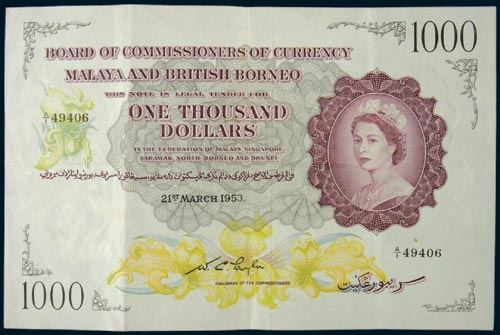 1000
BOARD OF COMMISSIONERS OF CURRENCY
MALAYA AND BRITISH BORNEO
THIS NOTE IS LEGAL TENDER FOR
ONE THOUSAND
DOLLARS
IN THE FEDERATION OF MALAYA, SINGAPORE,
SARAWAK, NORTH BORNEO AND BRUNEI.
A/1 49406
21ST MARCH 1953.
A/1 49406
W. C. Taylor
CHAIRMAN OF THE COMMISSIONERS
1000